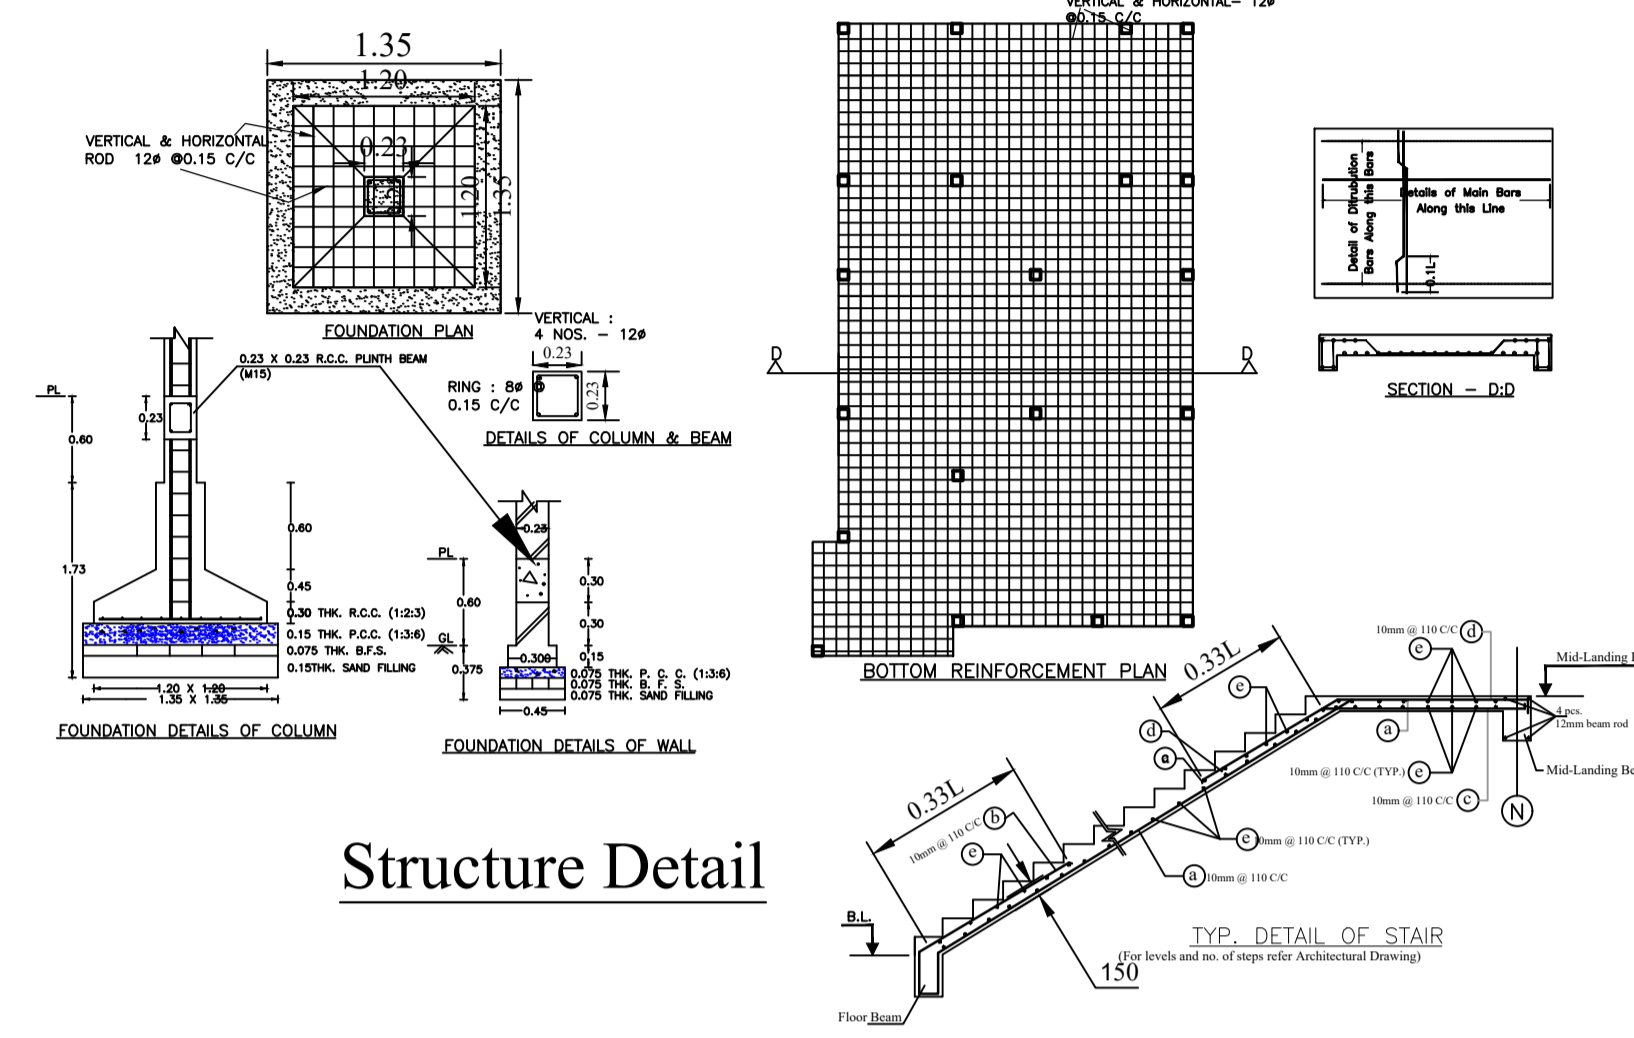 1.35
1.20
VERTICAL & HORIZONTAL
ROD 12ø @0.15 C/C
0.23
1.20
1.35
FOUNDATION PLAN
0.23 X 0.23 R.C.C. PLINTH BEAM
(M15)
VERTICAL :
4 NOS. - 12ø
0.23
RING : 8ø @
0.15 C/C
0.23
DETAILS OF COLUMN & BEAM
PL
0.23
0.60
1.73
0.60
0.45
0.30 THK. R.C.C. (1:2:3)
0.15 THK. P.C.C. (1:3:6)
0.075 THK. B.F.S.
0.15THK. SAND FILLING
1.20 X 1.20
1.35 X 1.35
FOUNDATION DETAILS OF COLUMN
0.23
PL
0.60
GL
0.375
0.30
0.30
0.15
0.300
0.075 THK. P. C. C. (1:3:6)
0.075 THK. B. F. S.
0.075 THK. SAND FILLING
0.45
FOUNDATION DETAILS OF WALL
Structure Detail
VERTICAL & HORIZONTAL- 12ø
@0.15 C/C
D
D
BOTTOM REINFORCEMENT PLAN
Detail of Ditrubution
Bars Along this Bars
Details of Main Bars
Along this Line
0.1L
SECTION - D:D
0.33L
0.33L
10mm @ 110 C/C
d
e
Mid-Landing
4 pcs.
12mm beam rod
e
d
a
a
10mm @ 110 C/C (TYP.)
e
Mid-Landing
10mm @ 110 C/C
c
N
10mm @ 110 C/C
b
e
e
10mm @ 110 C/C (TYP.)
a
10mm @ 110 C/C
B.L.
TYP. DETAIL OF STAIR
(For levels and no. of steps refer Architectural Drawing)
150
Floor Beam